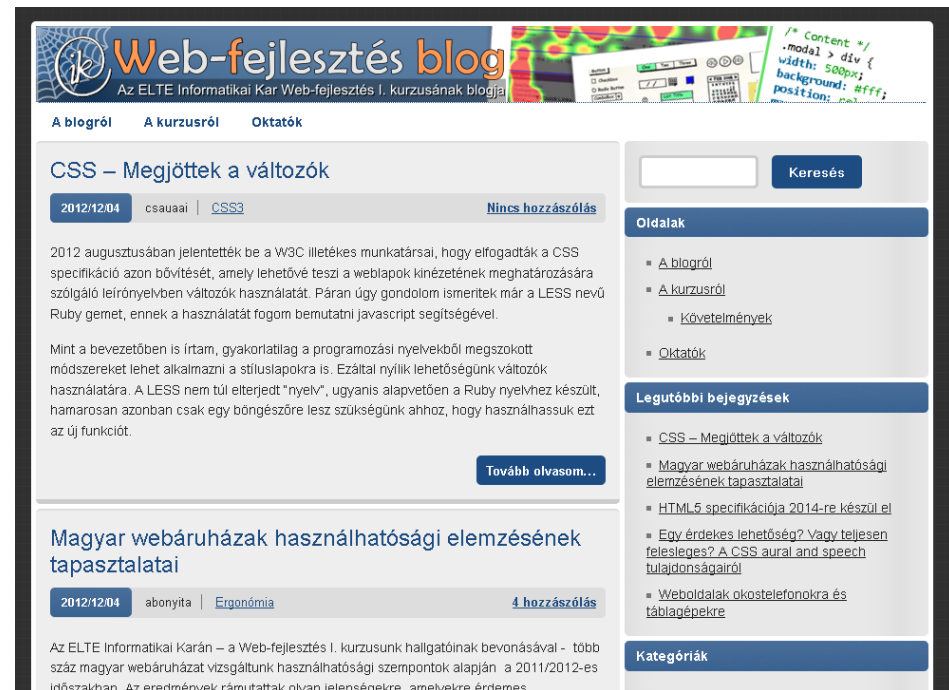 Web-fejlesztés blog
Az ELTE Informatikai Kar Web-fejlesztés I. kurzusának blogja
/* Content */
.modal > div {
width: 500px;
background: #fff;
A blogról
A kurzusról
Oktatók
CSS – Megjöttek a változók
2012/12/04 csauaai | CSS3 Nincs hozzászólás
2012 augusztusában jelentették be a W3C illetékes munkatársai, hogy elfogadták a CSS
specifikáció azon bővítését, amely lehetővé teszi a weblapok kinézetének meghatározására
szólgáló leírónyelvben változók használatát. Páran úgy gondolom ismeritek már a LESS nevű
Ruby gemet, ennek a használatát fogom bemutatni javascript segítségével.
Mint a bevezetőben is írtam, gyakorlatilag a programozási nyelvekből megszokott
módszereket lehet alkalmazni a stíluslapokra is. Ezáltal nyílik lehetőségünk változók
használatára. A LESS nem túl elterjedt "nyelv", ugyanis alapvetően a Ruby nyelvhez készült,
hamarosan azonban csak egy böngészőre lesz szükségünk ahhoz, hogy használhassuk ezt
az új funkciót.
Tovább olvasom...
Magyar webáruházak használhatósági elemzésének
tapasztalatai
2012/12/04 abonyita | Ergonómia 4 hozzászólás
Az ELTE Informatikai Karán – a Web-fejlesztés I. kurzusunk hallgatóinak bevonásával - több
száz magyar webáruházat vizsgáltunk használhatósági szempontok alapján a 2011/2012-es
időszakban. Az eredmények rámutattak olyan jelenségekre, amelyekre érdemes
Keresés
Oldalak
A blogról
A kurzusról
Követelmények
Oktatók
Legutóbbi bejegyzések
CSS – Megjöttek a változók
Magyar webáruházak használhatósági
elemzésének tapasztalatai
HTML5 specifikációja 2014-re készül el
Egy érdekes lehetőség? Vagy teljesen
felesleges? A CSS aural and speech
tulajdonságairól
Weboldalak okostelefonokra és
táblagépekre
Kategóriák